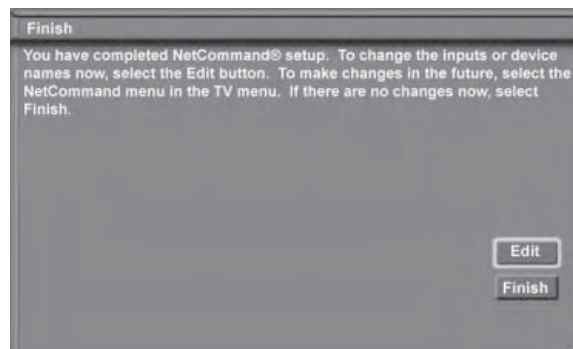 Finish
You have completed NetCommand® setup. To change the inputs or device
names now, select the Edit button. To make changes in the future, select the
NetCommand menu in the TV menu. If there are no changes now, select
Finish.
Edit
Finish